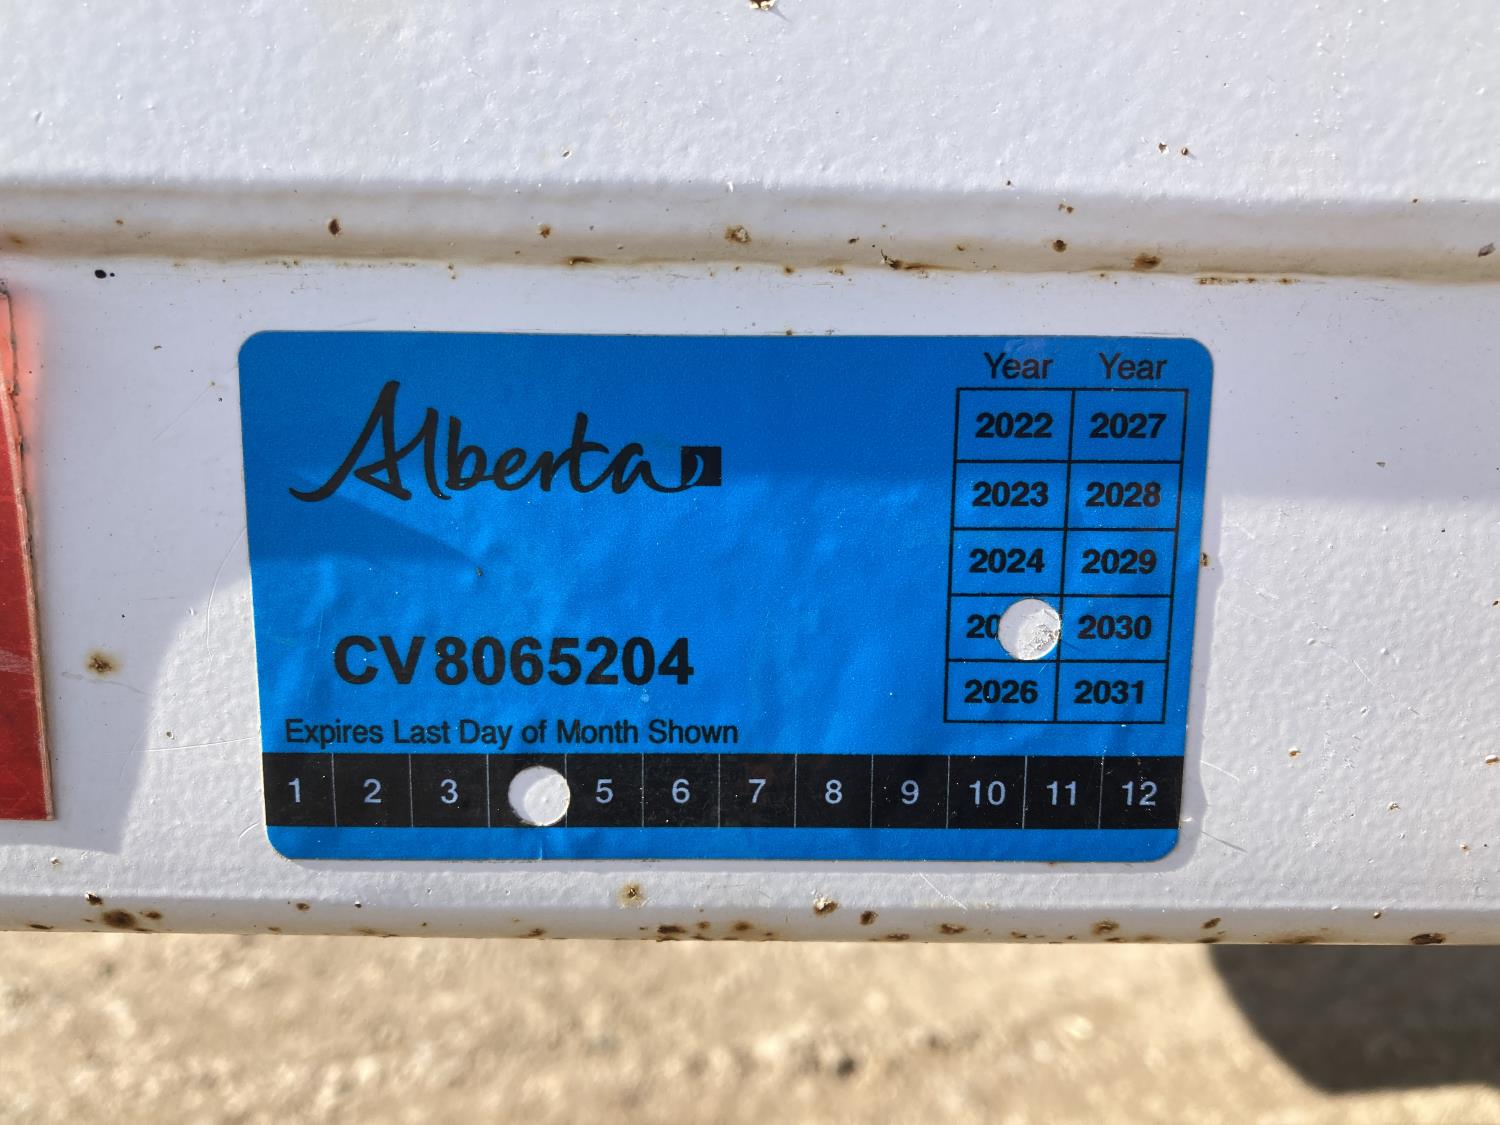 Alberta
Year Year
2022 2027
2023 2028
2024 2029
20 2030
2026 2031
CV8065204
Expires Last Day of Month Shown
1 2 3 5 6 7 8 9 10 11 12